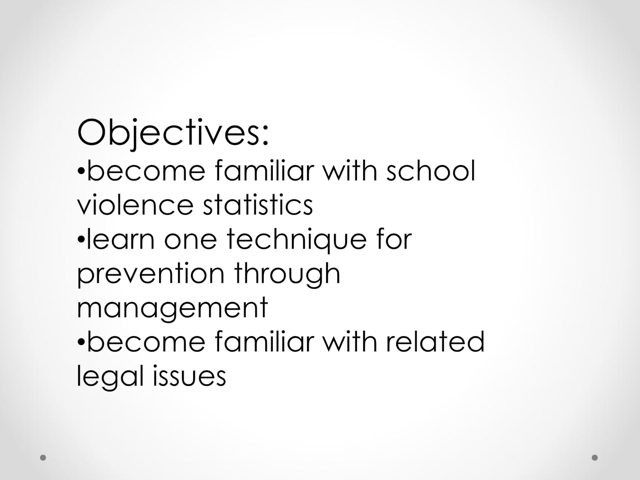 Objectives:
•become familiar with school
violence statistics
•learn one technique for
prevention through
management
•become familiar with related
legal issues